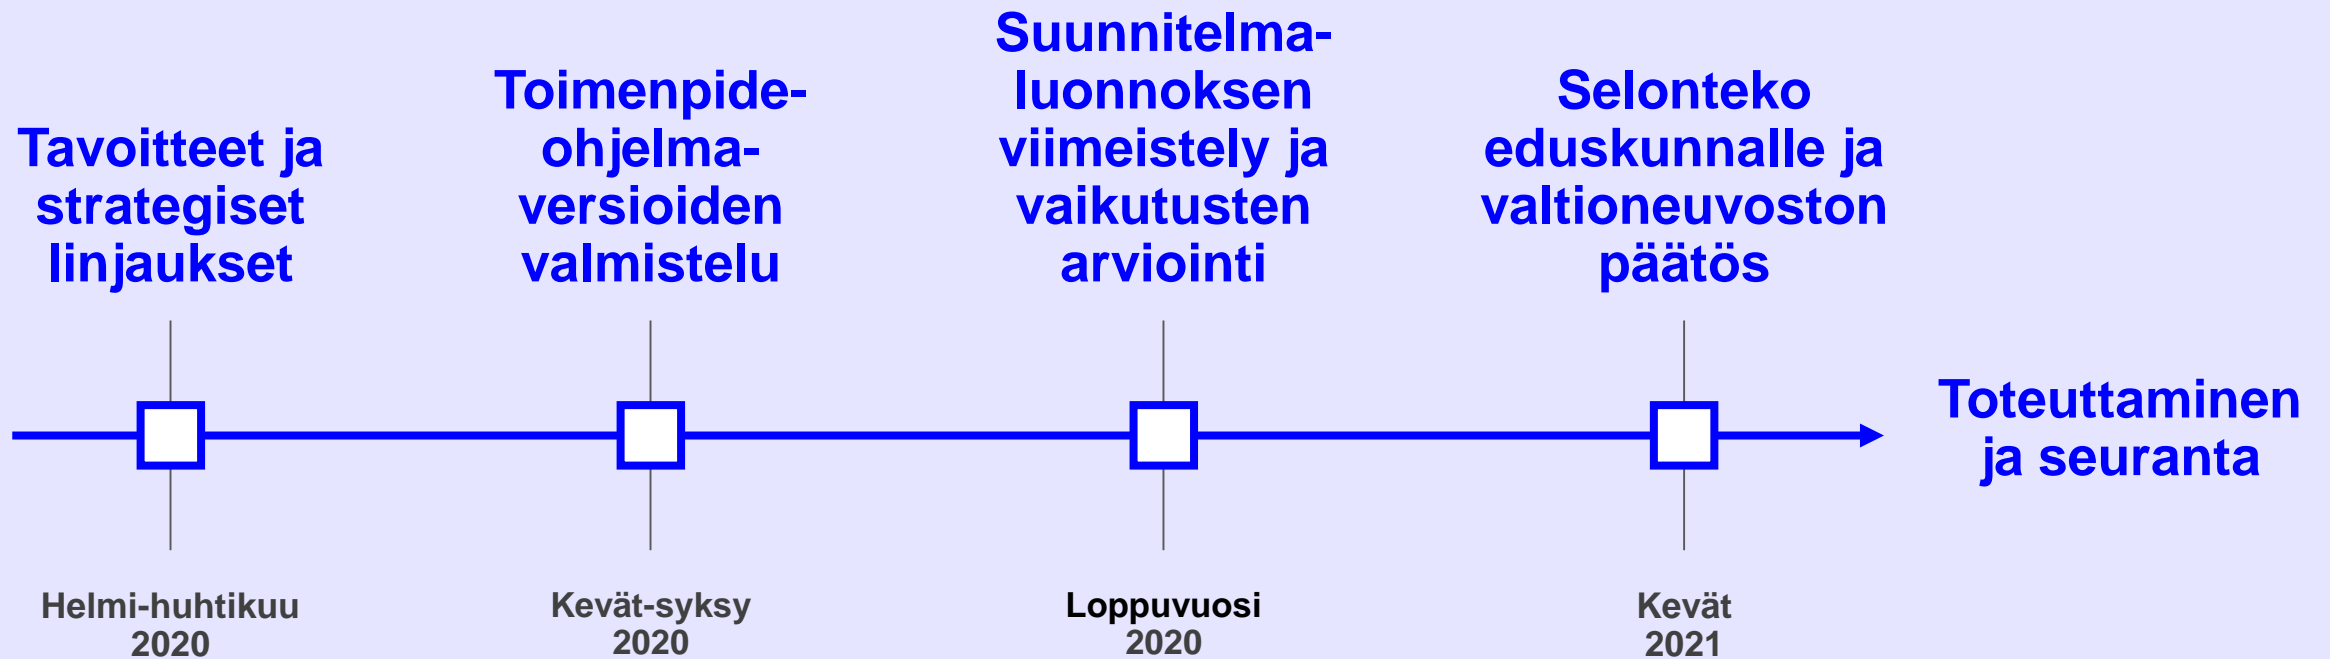 Tavoitteet ja
strategiset
linjaukset
Toimenpide-
ohjelma-
versioiden
valmistelu
Suunnitelma-
luonnoksen
viimeistely ja
vaikutusten
arviointi
Selonteko
eduskunnalle ja
valtioneuvoston
päätös
Toteuttaminen
ja seuranta
Helmi-huhtikuu
2020
Kevät-syksy
2020
Loppuvuosi
2020
Kevät
2021